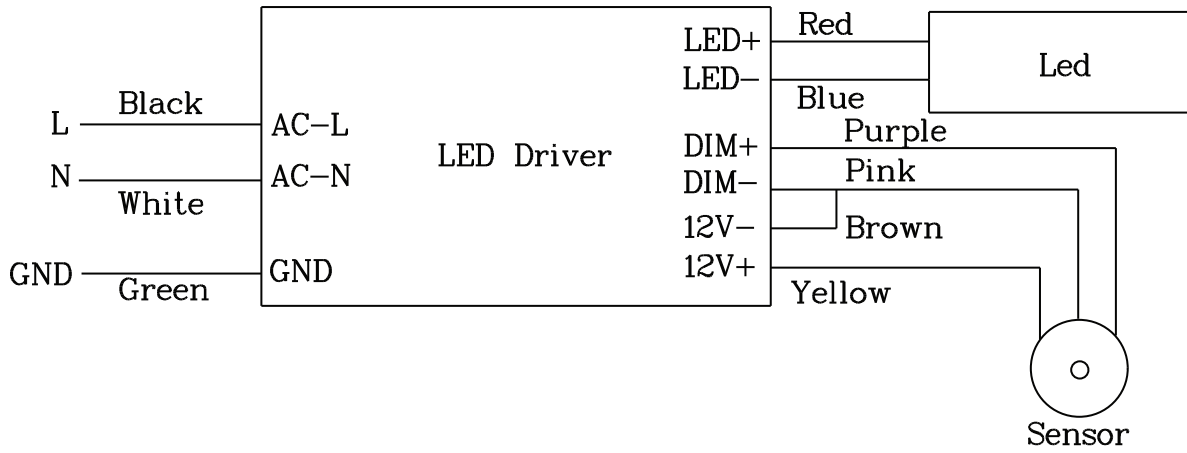 Red
LED+
Led
LED-
Blue
Black
L
AC-L
Purple
DIM+
LED Driver
Pink
N
AC-N
DIM-
White
12V-
Brown
12V+
GND
GND
Green
Yellow
Sensor